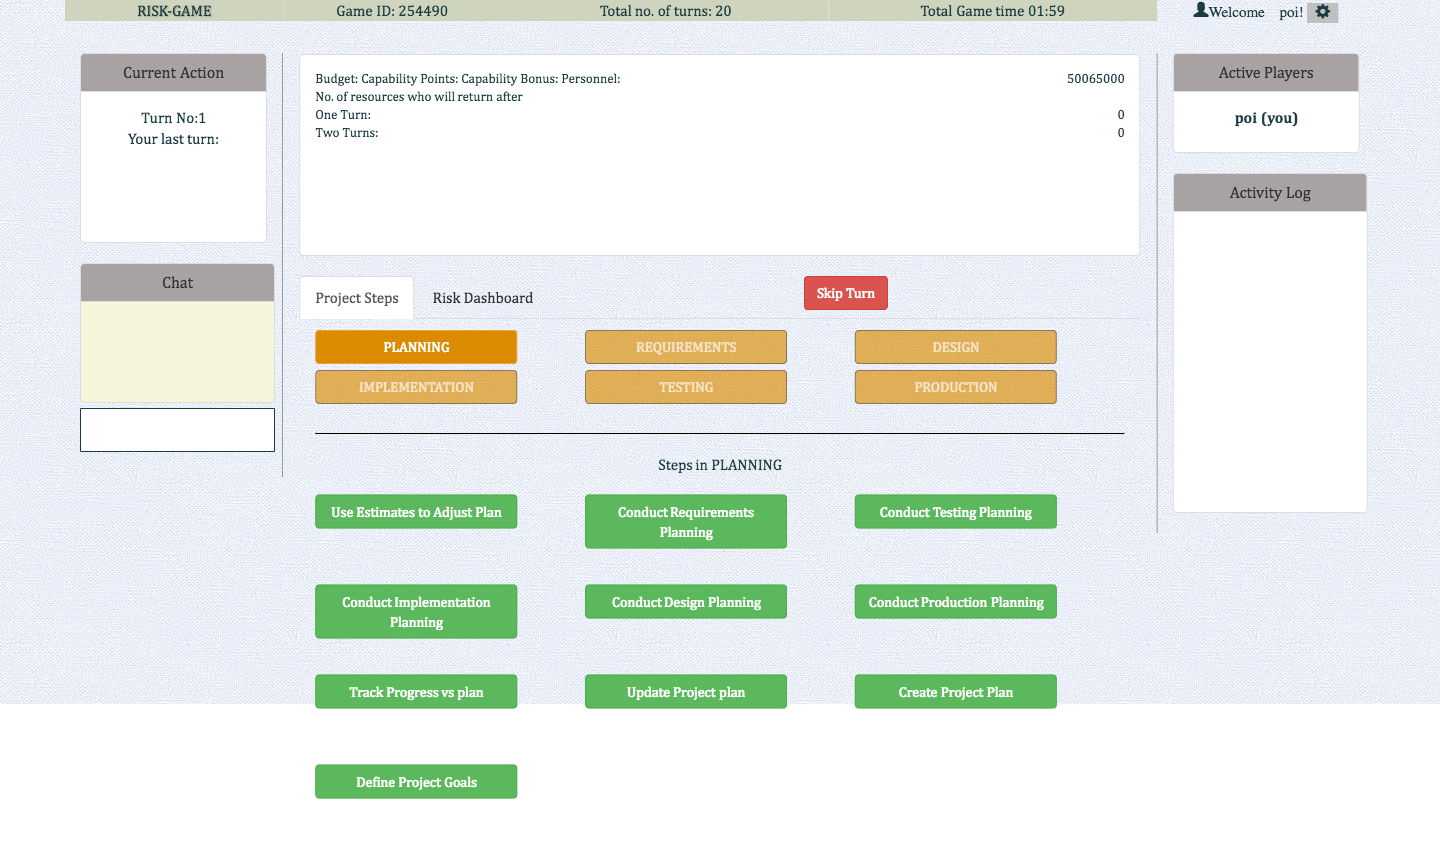 RISK-GAME
Game ID: 254490
Total no. of turns: 20
Total Game time 01:59
Welcome poi!
Current Action
Turn No:1
Your last turn:
Chat
Budget: Capability Points: Capability Bonus: Personnel: 50065000
No. of resources who will return after
One Turn: 0
Two Turns: 0
Project Steps
Risk Dashboard
Skip Turn
PLANNING
REQUIREMENTS
DESIGN
IMPLEMENTATION
TESTING
PRODUCTION
Steps in PLANNING
Use Estimates to Adjust Plan
Conduct Requirements
Planning
Conduct Testing Planning
Conduct Implementation
Planning
Conduct Design Planning
Conduct Production Planning
Track Progress vs plan
Update Project plan
Create Project Plan
Define Project Goals
Active Players
poi (you)
Activity Log